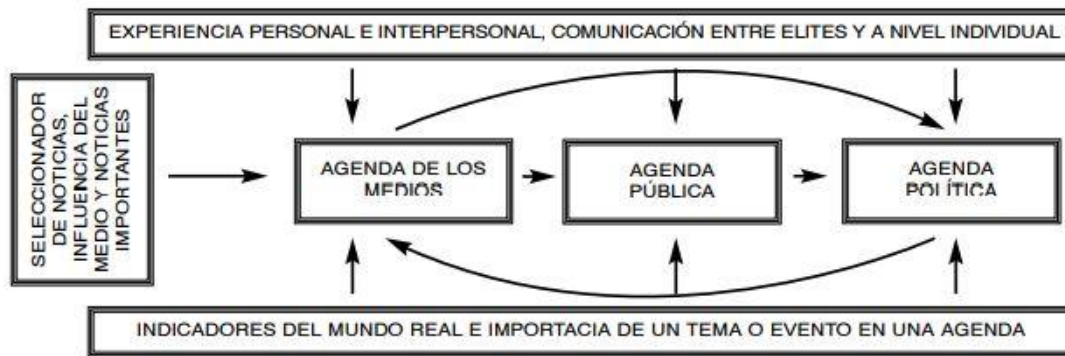 EXPERIENCIA PERSONAL E INTERPERSONAL, COMUNICACIÓN ENTRE ELITES Y A NIVEL INDIVIDUAL
SELECCIONADOR
DE NOTICIAS,
INFLUENCIA DEL
MEDIO Y NOTICIAS
IMPORTANTES
AGENDA DE LOS
MEDIOS
AGENDA
PÚBLICA
AGENDA
POLÍTICA
INDICADORES DEL MUNDO REAL E IMPORTACIA DE UN TEMA O EVENTO EN UNA AGENDA